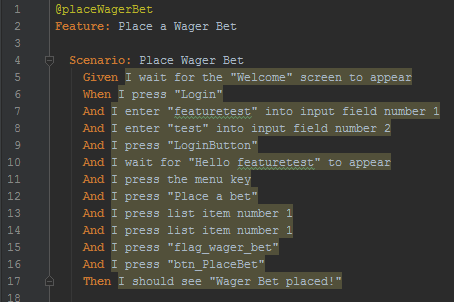 1 @placeWagerBet
2 Feature: Place a Wager Bet
3
4 Scenario: Place Wager Bet
5 Given I wait for the "Welcome" screen to appear
6 When I press "Login"
7 And I enter "featuretest" into input field number 1
8 And I enter "test" into input field number 2
9 And I press "LoginButton"
10 And I wait for "Hello featuretest" to appear
11 And I press the menu key
12 And I press "Place a bet"
13 And I press list item number 1
14 And I press list item number 1
15 And I press "flag_wager_bet"
16 And I press "btn_PlaceBet"
17 Then I should see "Wager Bet placed!"